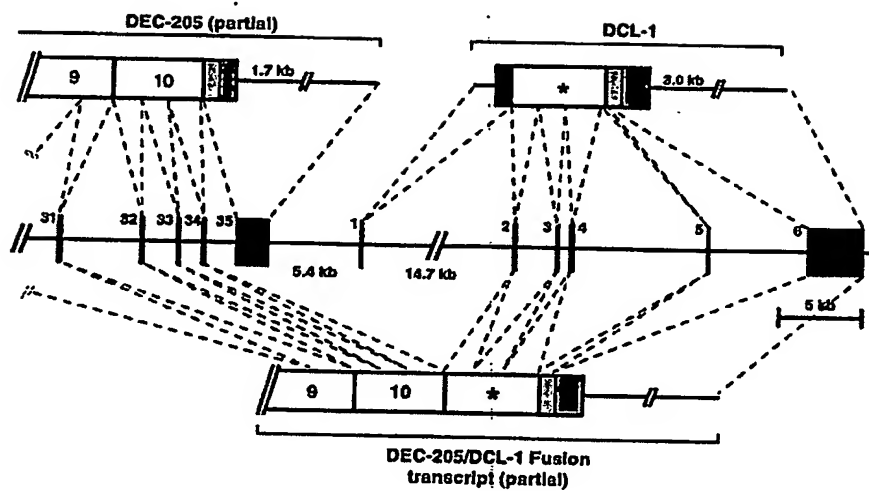 DEC-205 (partial)
DCL-1
9 10 1.7 kb
* 3.0 kb
31 32 33 34 35 1 2 3 4 5 6
5.4 kb 14.7 kb
5 kb
9 10 *
DEC-205/DCL-1 Fusion
transcript (partial)